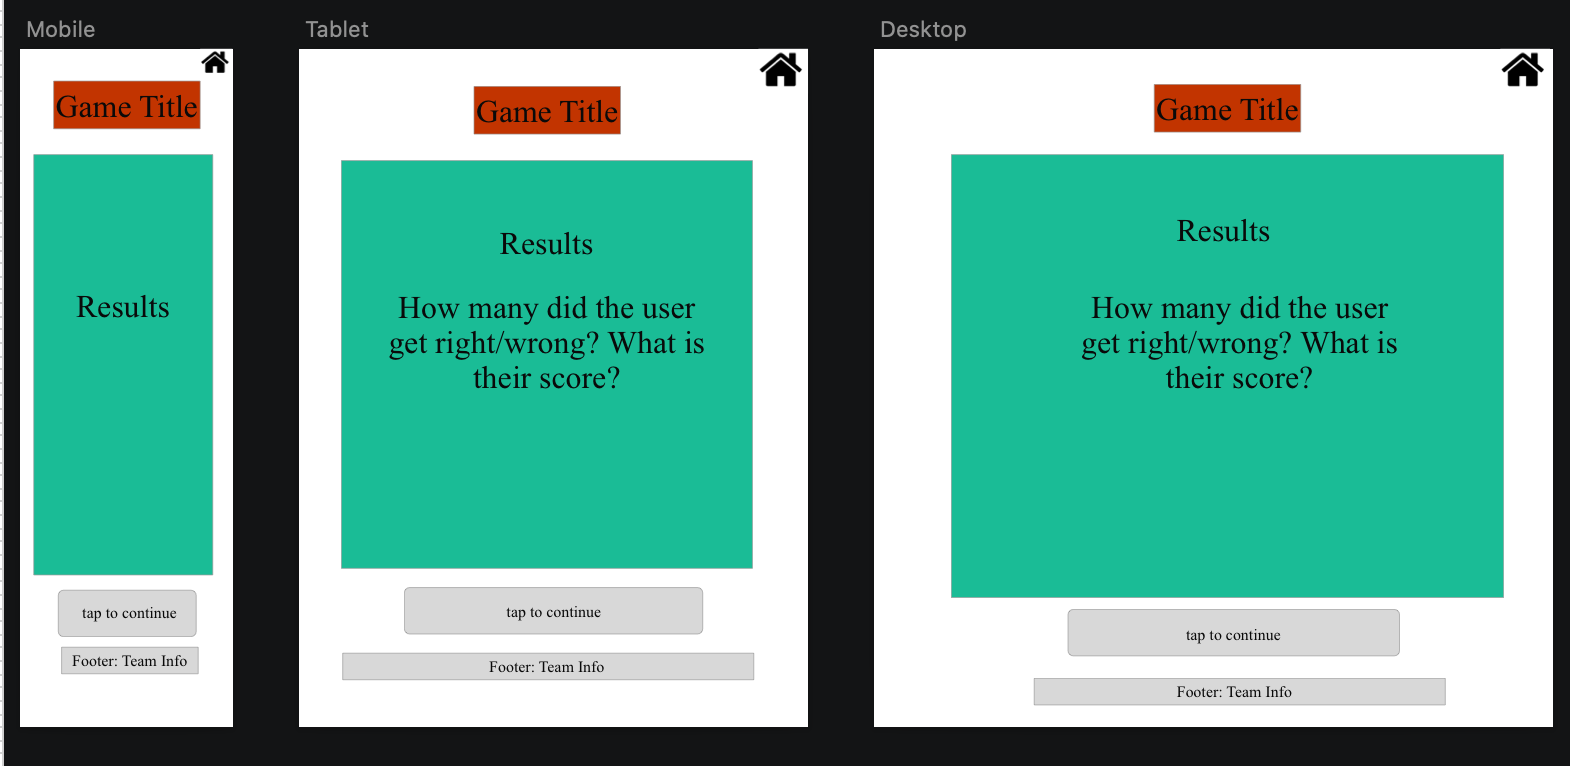 Mobile
Game Title
Results
tap to continue
Footer: Team Info
Tablet
Game Title
Results
How many did the user
get right/wrong? What is
their score?
tap to continue
Footer: Team Info
Desktop
Game Title
Results
How many did the user
get right/wrong? What is
their score?
tap to continue
Footer: Team Info